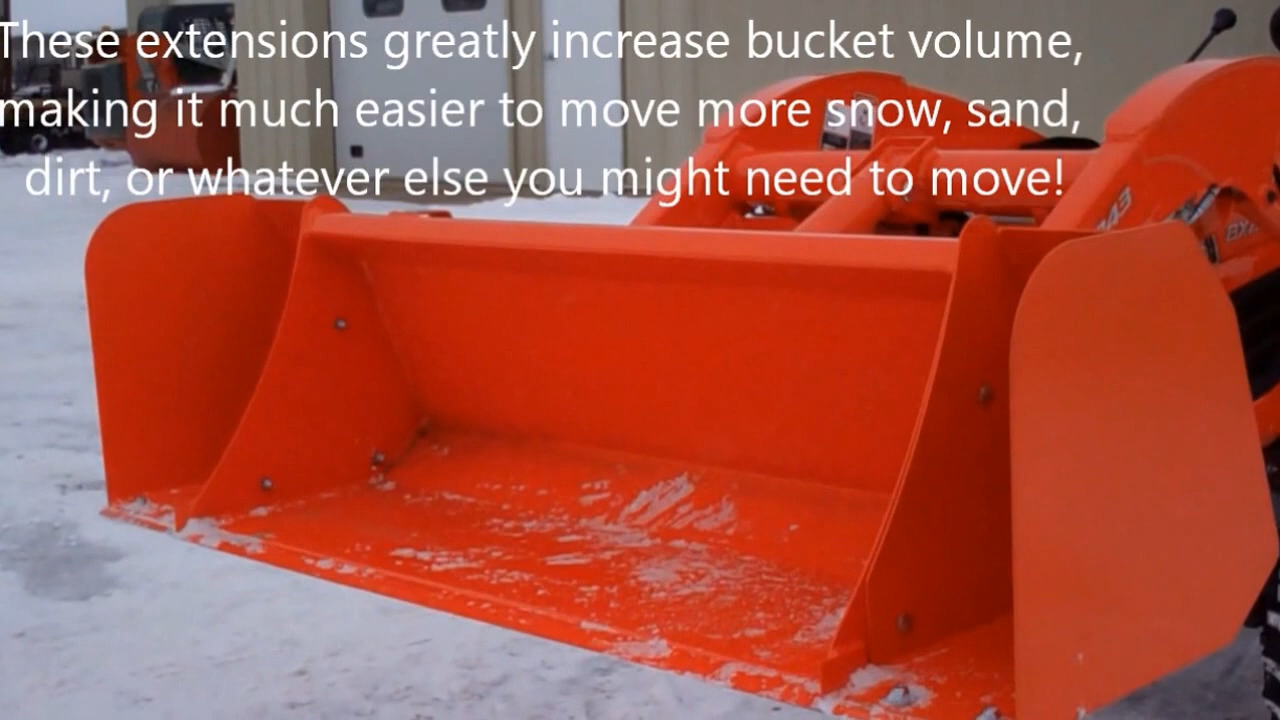 These extensions greatly increase bucket volume,
making it much easier to move more snow, sand,
dirt, or whatever else you might need to move!